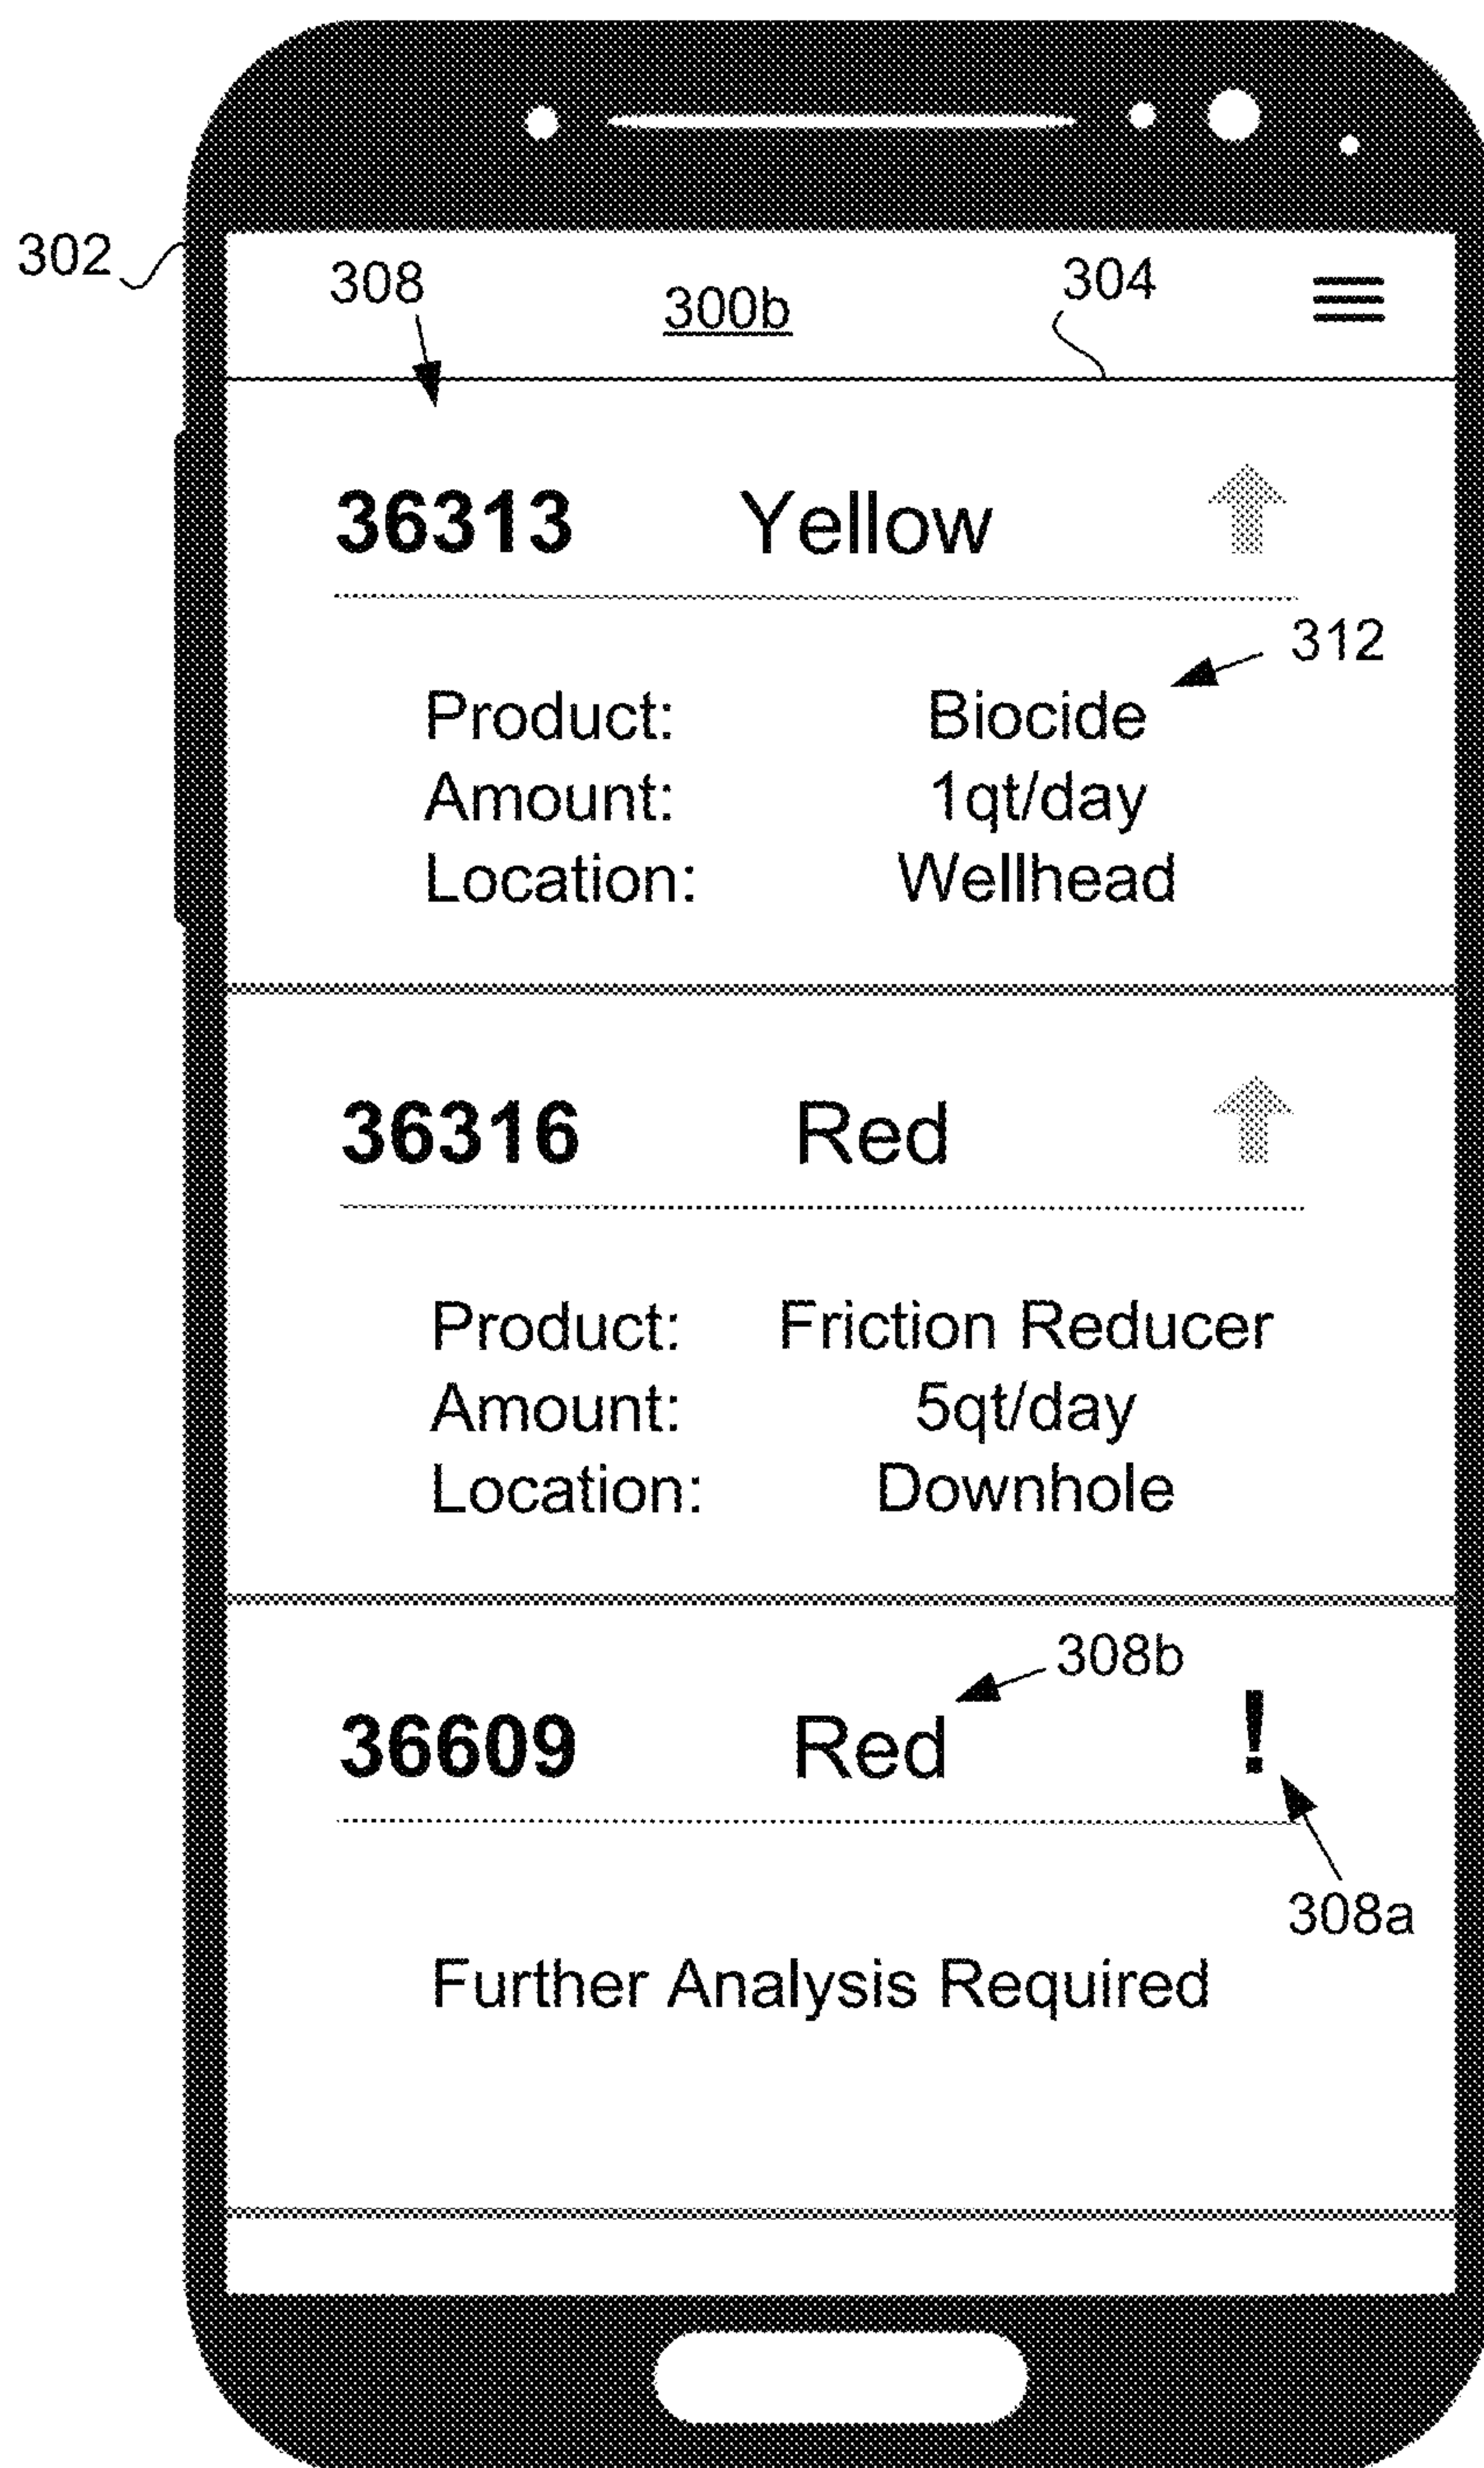 302
308 300b 304
36313 Yellow
312
Product: Biocide
Amount: 1qt/day
Location: Wellhead
36316 Red
Product: Friction Reducer
Amount: 5qt/day
Location: Downhole
308b
36609 Red !
308a
Further Analysis Required